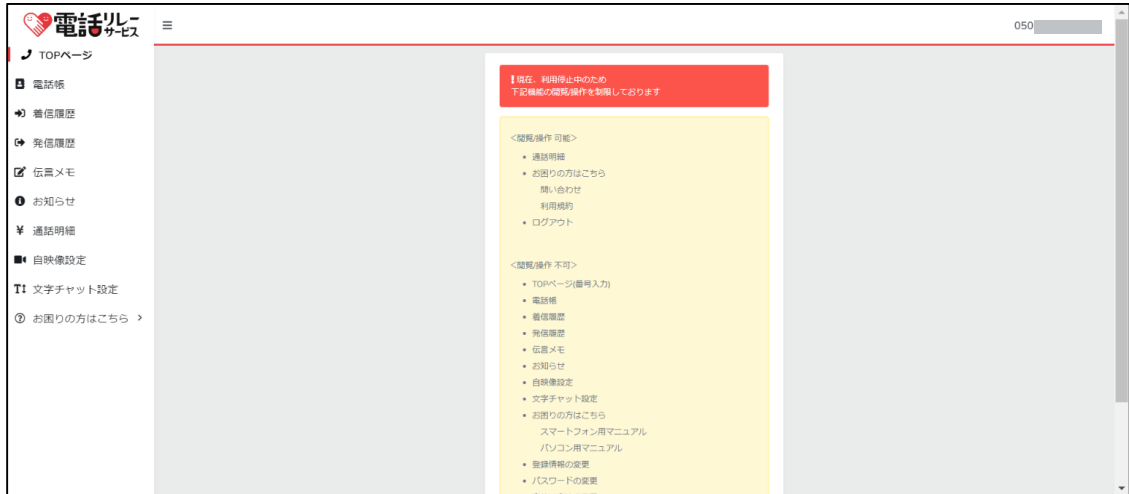 電話リレーサービス
050
TOPページ
電話帳
着信履歴
発信履歴
伝言メモ
お知らせ
¥ 通話明細
自映像設定
文字チャット設定
お困りの方はこちら
現在、利用停止中のため
下記機能の閲覧/操作を制限しております
<閲覧/操作 可能>
• 通話明細
• お困りの方はこちら
問い合わせ
利用規約
• ログアウト
<閲覧/操作 不可>
• TOPページ(番号入力)
• 電話帳
• 着信履歴
• 発信履歴
• 伝言メモ
• お知らせ
• 自映像設定
• 文字チャット設定
• お困りの方はこちら
スマートフォン用マニュアル
パソコン用マニュアル
• 登録情報の変更
• パスワードの変更